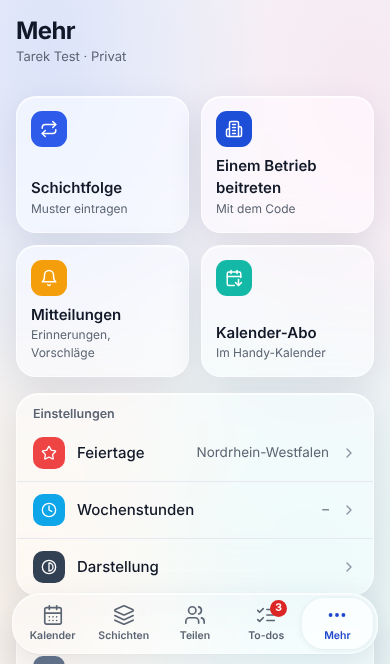 Mehr
Tarek Test · Privat
Schichtfolge
Muster eintragen
Einem Betrieb
beitreten
Mit dem Code
Mitteilungen
Erinnerungen,
Vorschläge
Kalender-Abo
Im Handy-Kalender
Einstellungen
Feiertage Nordrhein-Westfalen
Wochenstunden –
Darstellung
3
Kalender Schichten Teilen To-dos Mehr